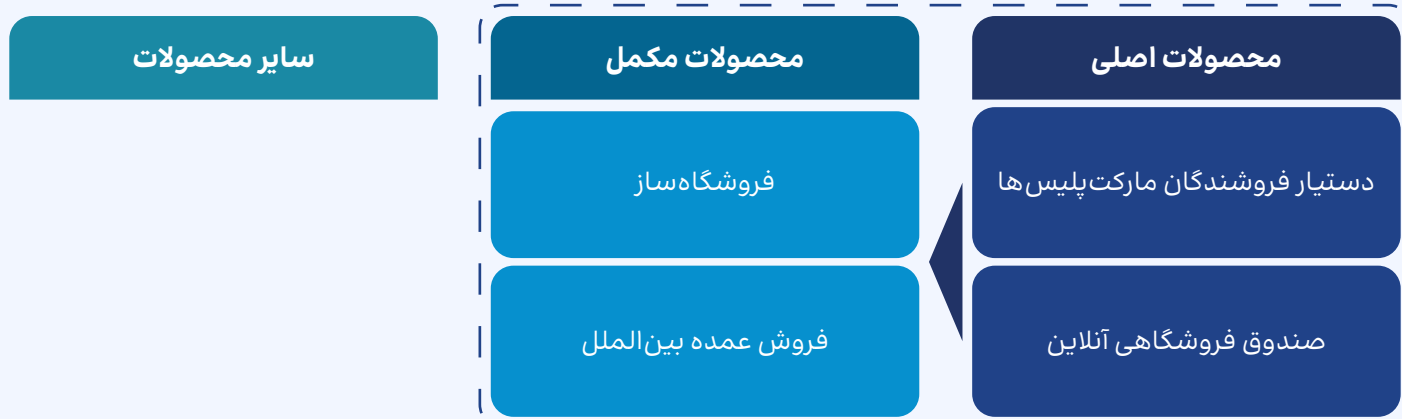 محصولات اصلی
محصولات مکمل
سایر محصولات
دستیار فروشندگان مارکت‌پلیس‌ها
فروشگاه‌ساز
صندوق فروشگاهی آنلاین
فروش عمده بین‌الملل